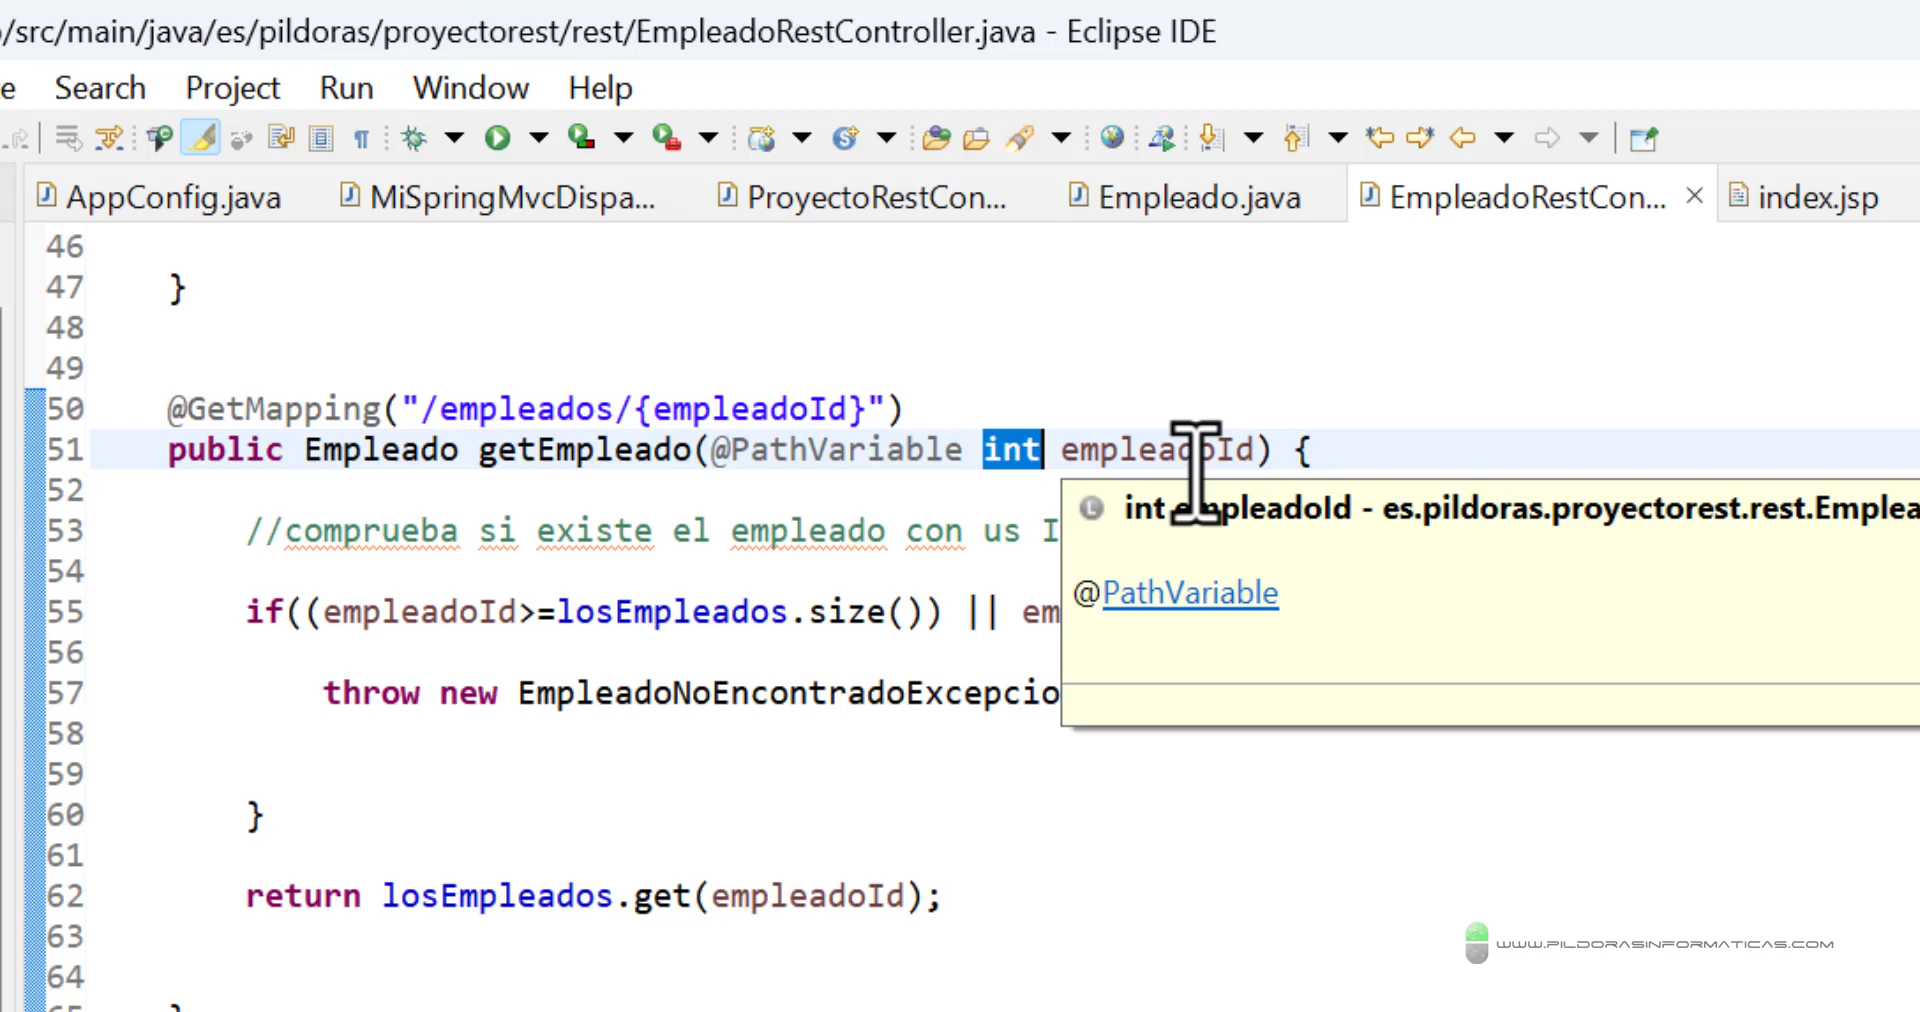 /src/main/java/es/pildoras/proyectorest/rest/EmpleadoRestController.java - Eclipse IDE
e Search Project Run Window Help
AppConfig.java MiSpringMvcDispa... ProyectoRestCon... Empleado.java EmpleadoRestCon... index.jsp
46
47 }
48
49
50 @GetMapping("/empleados/{empleadoId}")
51 public Empleado getEmpleado(@PathVariable int empleadoId) {
52
int empleadoId - es.pildoras.proyectorest.rest.Emplea
53 //comprueba si existe el empleado con us I
54
@PathVariable
55 if((empleadoId>=losEmpleados.size()) || em
56
57 throw new EmpleadoNoEncontradoExcepcio
58
59
60 }
61
62 return losEmpleados.get(empleadoId);
63
WWW.PILDORASINFORMATICAS.COM
64